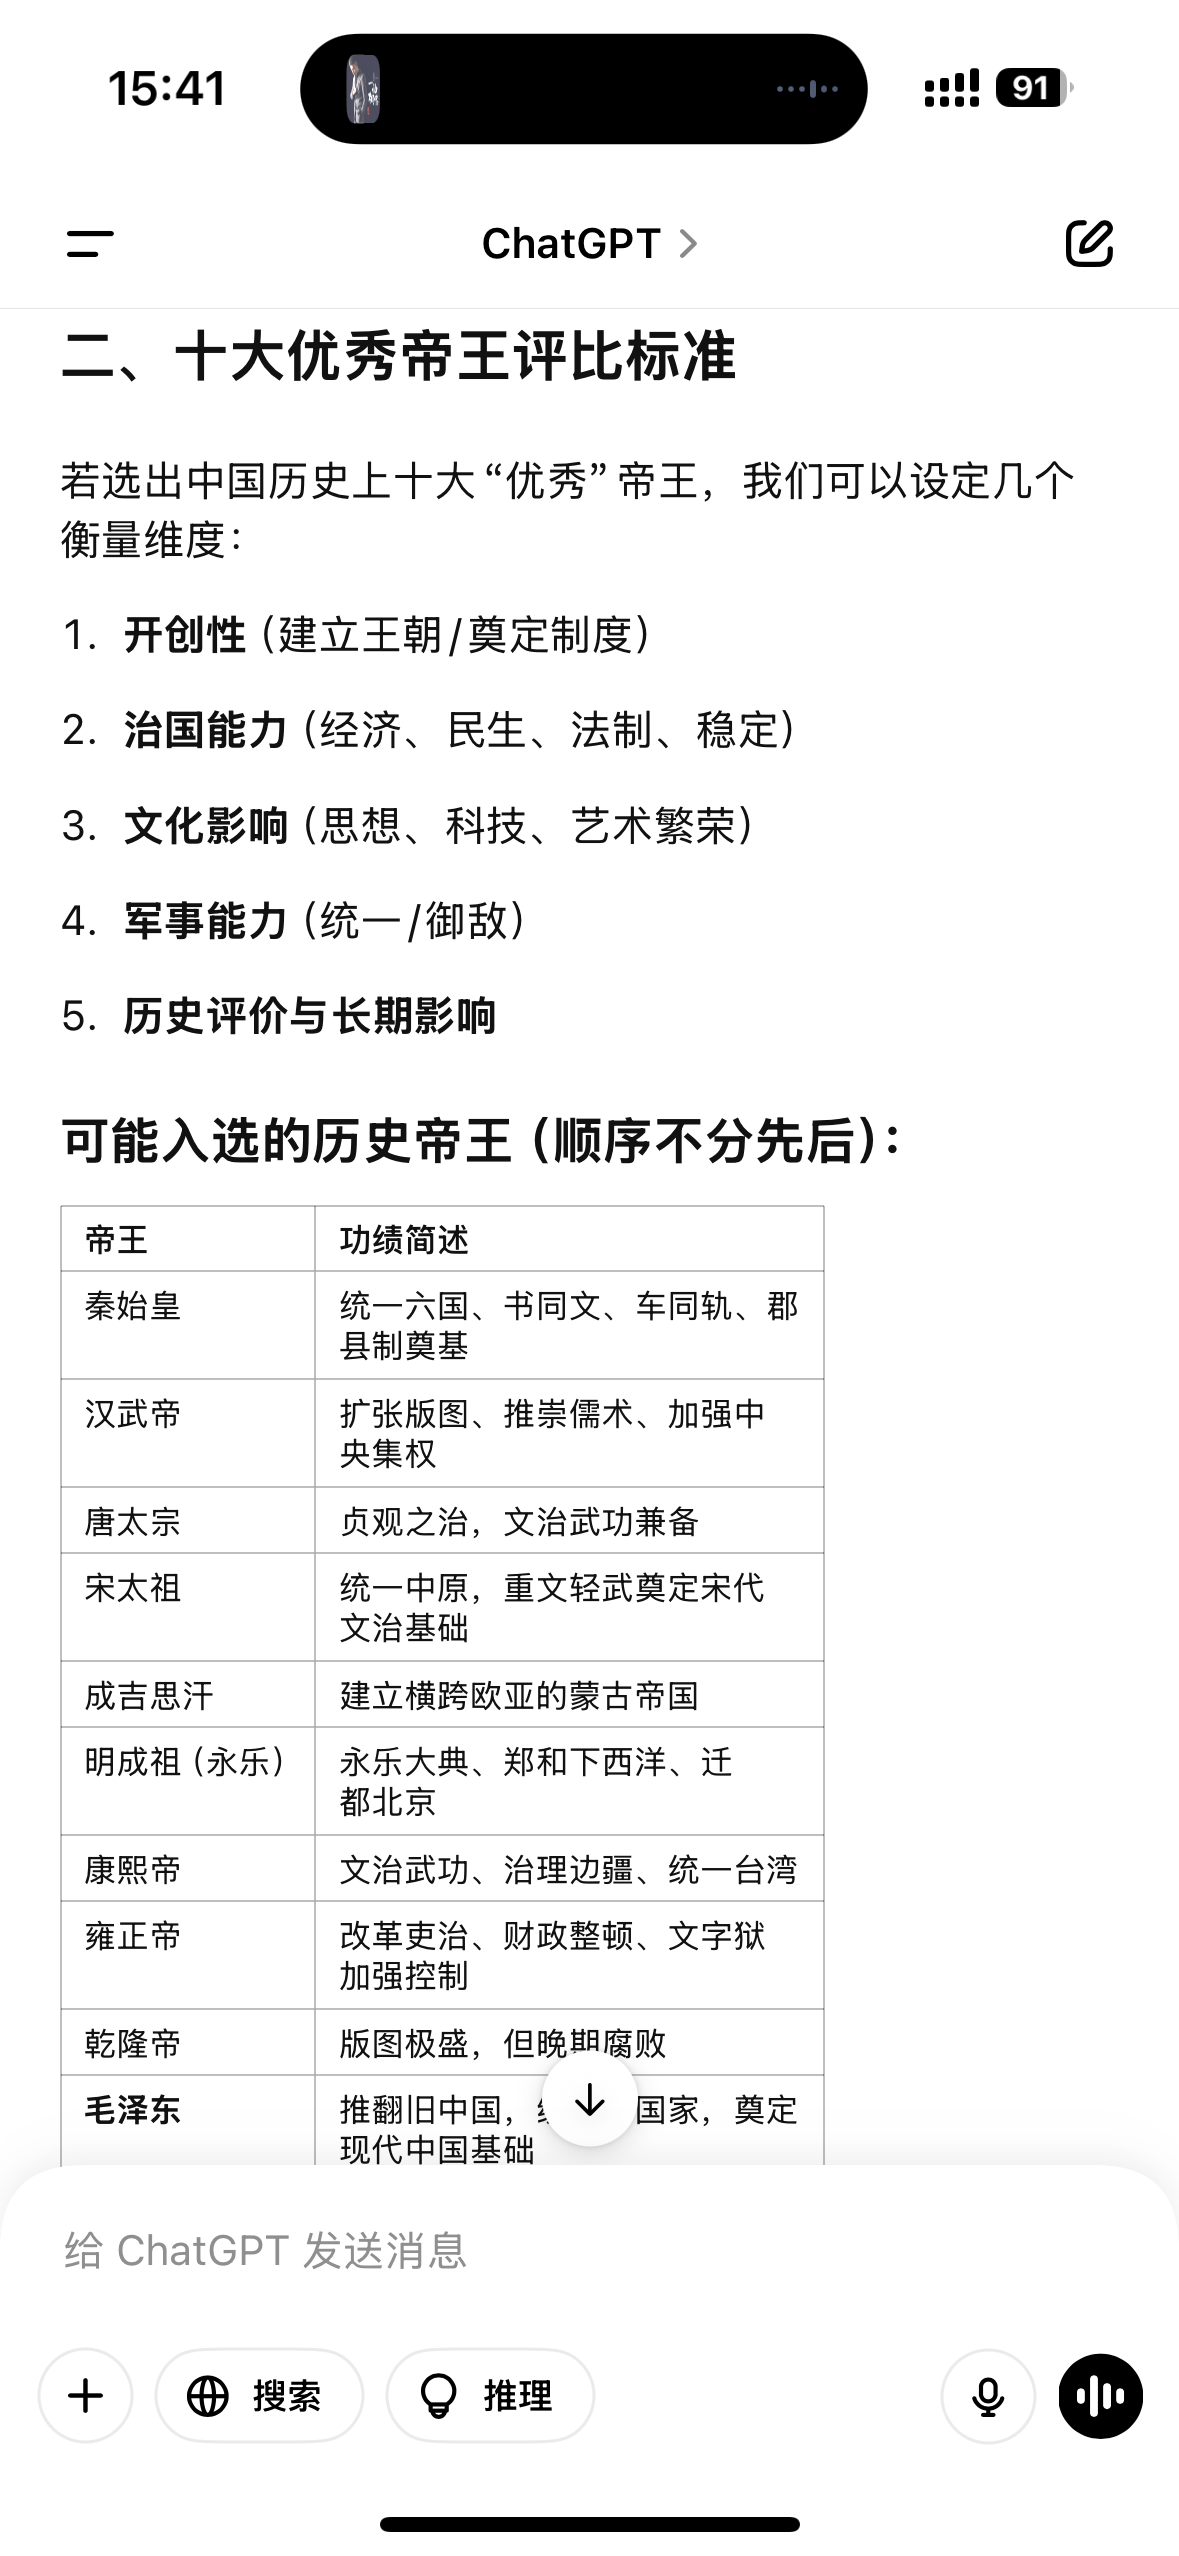 15:41
91
ChatGPT
二、十大优秀帝王评比标准
若选出中国历史上十大“优秀”帝王，我们可以设定几个
衡量维度：
1. 开创性（建立王朝/奠定制度）
2. 治国能力（经济、民生、法制、稳定）
3. 文化影响（思想、科技、艺术繁荣）
4. 军事能力（统一/御敌）
5. 历史评价与长期影响
可能入选的历史帝王（顺序不分先后）：
帝王 功绩简述
秦始皇 统一六国、书同文、车同轨、郡
县制奠基
汉武帝 扩张版图、推崇儒术、加强中
央集权
唐太宗 贞观之治，文治武功兼备
宋太祖 统一中原，重文轻武奠定宋代
文治基础
成吉思汗 建立横跨欧亚的蒙古帝国
明成祖（永乐） 永乐大典、郑和下西洋、迁
都北京
康熙帝 文治武功、治理边疆、统一台湾
雍正帝 改革吏治、财政整顿、文字狱
加强控制
乾隆帝 版图极盛，但晚期腐败
毛泽东 推翻旧中国， 国家，奠定
现代中国基础
给 ChatGPT 发送消息
搜索 推理